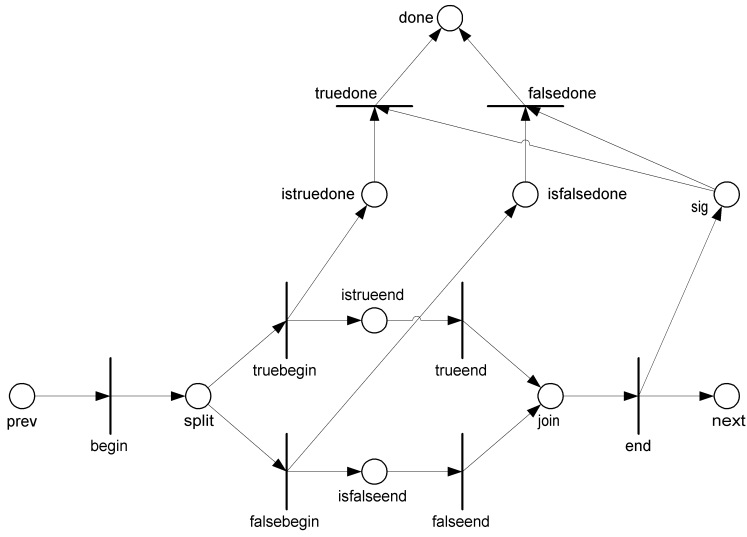 done
truedone
falsedone
istruedone
isfalsedone
sig
istrueend
truebegin
trueend
prev
split
join
next
begin
end
isfalseend
falsebegin
falseend